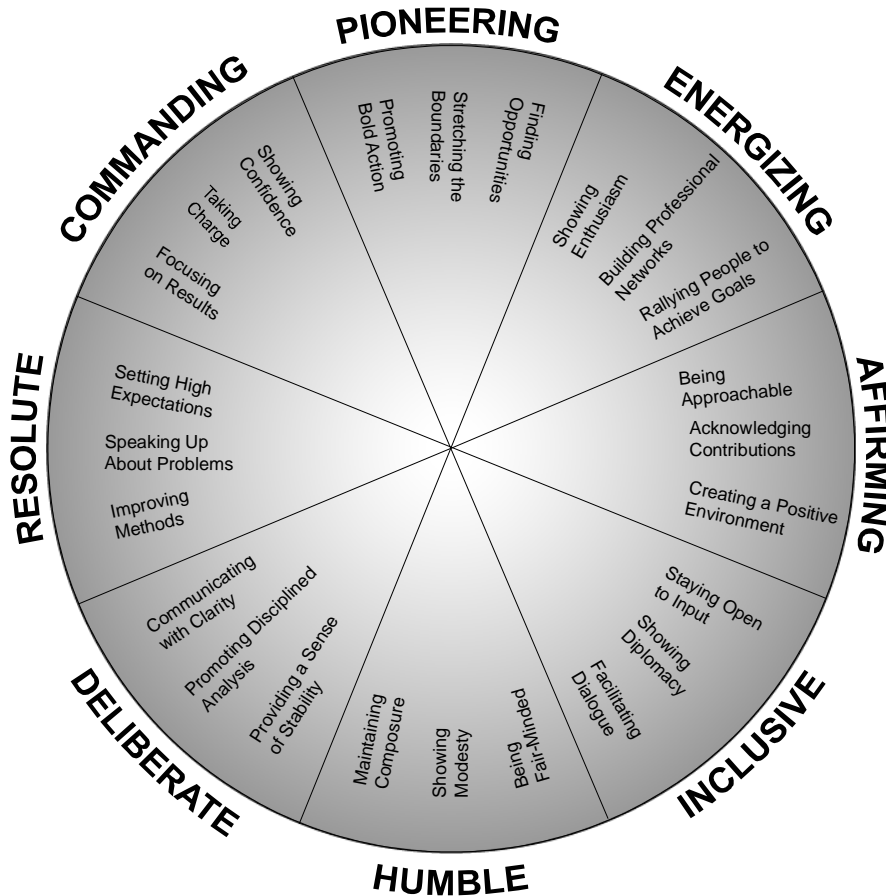 PIONEERING
Promoting
Bold Action
Stretching the
Boundaries
Finding
Opportunities
ENERGIZING
Showing
Enthusiasm
Building Professional
Networks
Rallying People to
Achieve Goals
AFFIRMING
Being
Approachable
Acknowledging
Contributions
Creating a Positive
Environment
INCLUSIVE
Staying Open
to Input
Showing
Diplomacy
Facilitating
Dialogue
HUMBLE
Being
Fair-Minded
Showing
Modesty
Maintaining
Composure
DELIBERATE
Providing a Sense
of Stability
Promoting Disciplined
Analysis
Communicating
with Clarity
RESOLUTE
Improving
Methods
Speaking Up
About Problems
Setting High
Expectations
COMMANDING
Focusing
on Results
Taking
Charge
Showing
Confidence